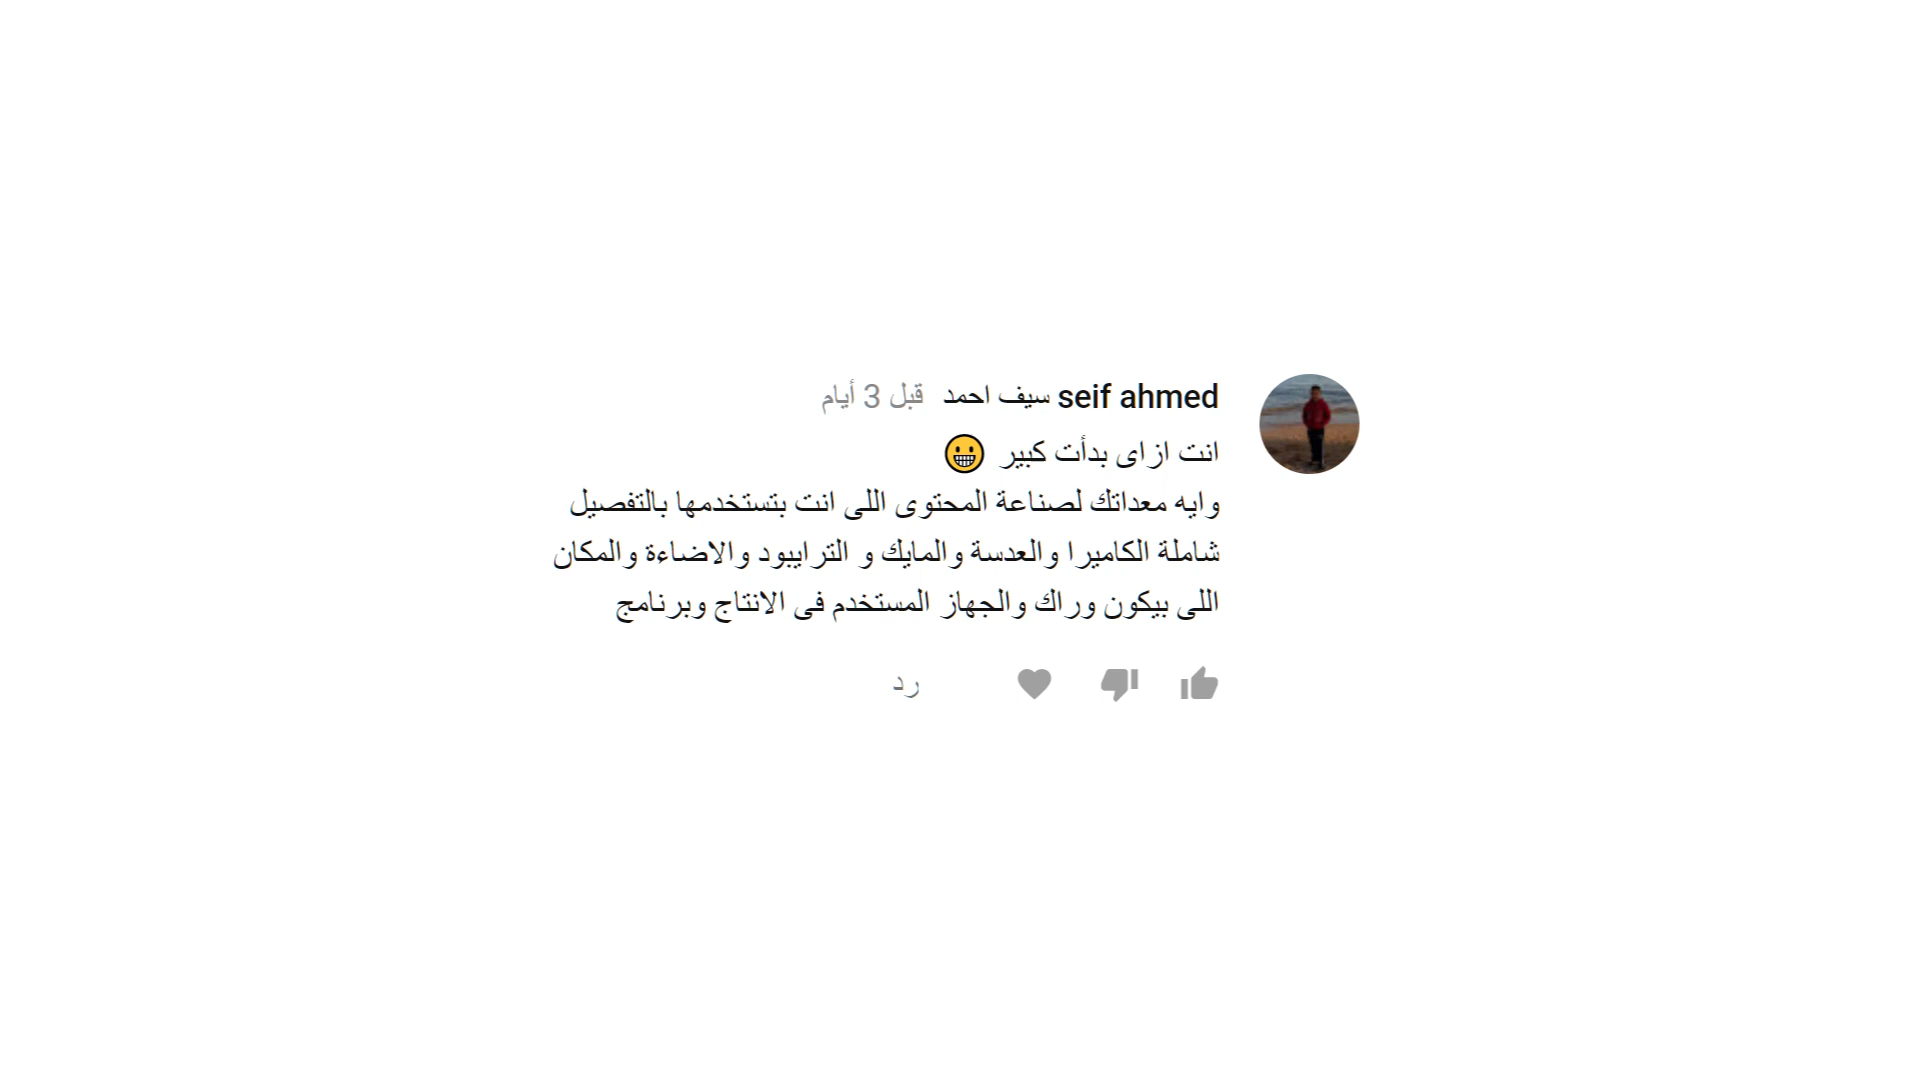 seif ahmed سيف احمد قبل 3 أيام
انت ازاى بدأت كبير 😀
وايه معداتك لصناعة المحتوى اللى انت بتستخدمها بالتفصيل
شاملة الكاميرا والعدسة والمايك و الترايبود والاضاءة والمكان
اللى بيكون وراك والجهاز المستخدم فى الانتاج وبرنامج
رد